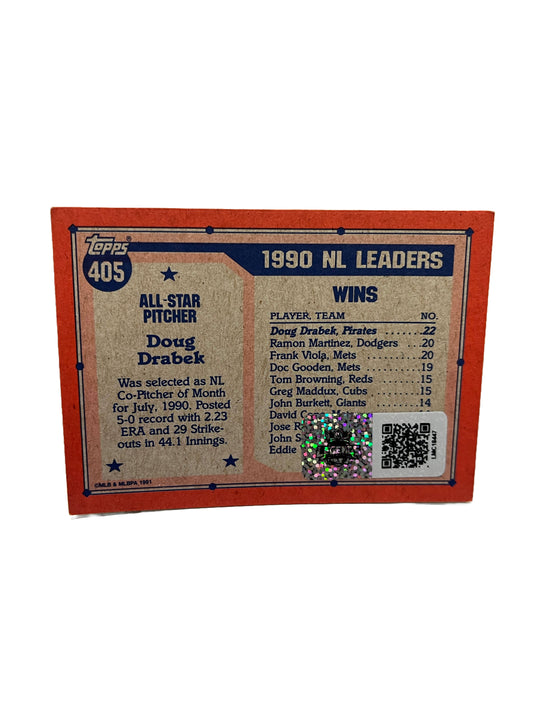 Topps®
405
ALL-STAR
PITCHER
Doug
Drabek
Was selected as NL
Co-Pitcher of Month
for July, 1990. Posted
5-0 record with 2.23
ERA and 29 Strike-
outs in 44.1 Innings.
©MLB & MLBPA 1991
1990 NL LEADERS
WINS
PLAYER, TEAM NO.
Doug Drabek, Pirates ........22
Ramon Martinez, Dodgers ...20
Frank Viola, Mets ............20
Doc Gooden, Mets ...........19
Tom Browning, Reds ........15
Greg Maddux, Cubs .........15
John Burkett, Giants ........14
David
Jose R
John S
Eddie
LMC18447